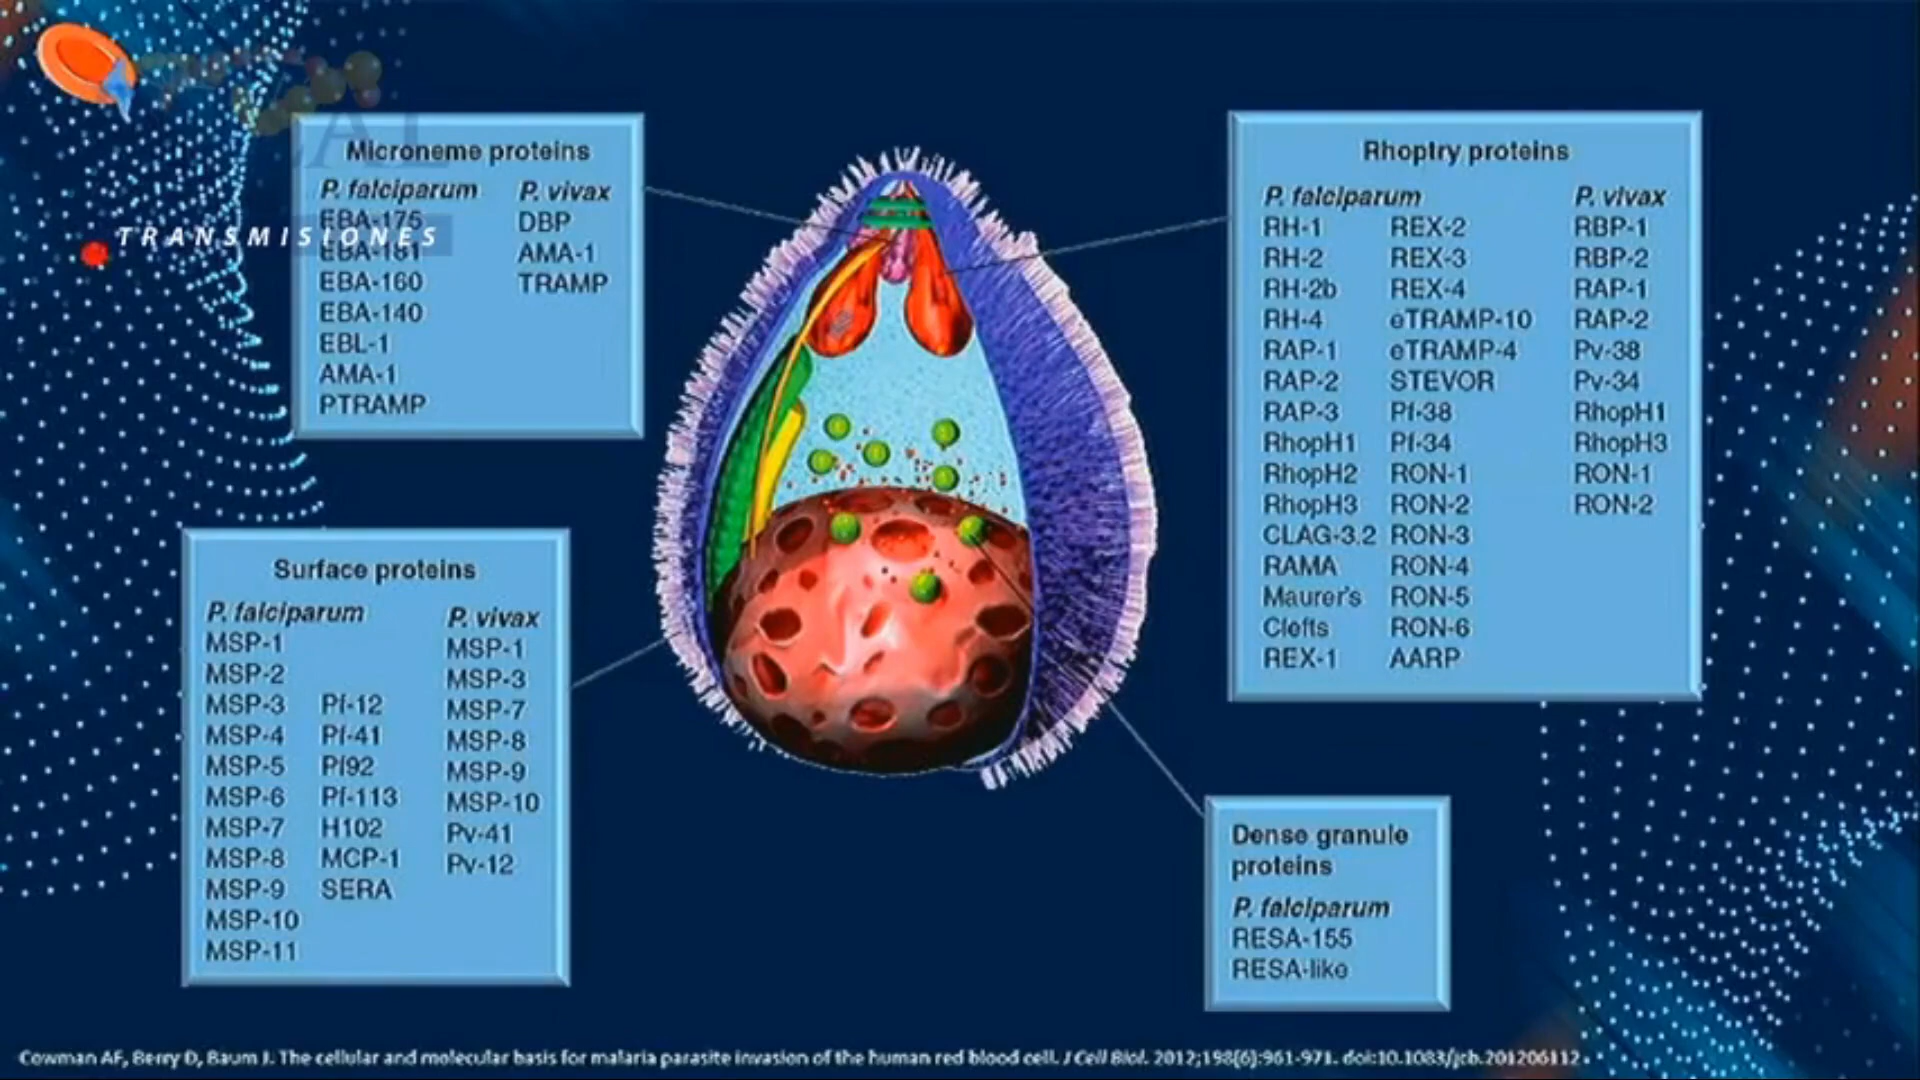 Microneme proteins
P. falciparum P. vivax
EBA-175 DBP
TRANSMISIONES
EBA-181 AMA-1
EBA-160 TRAMP
EBA-140
EBL-1
AMA-1
PTRAMP
Rhoptry proteins
P. falciparum P. vivax
RH-1 REX-2 RBP-1
RH-2 REX-3 RBP-2
RH-2b REX-4 RAP-1
RH-4 eTRAMP-10 RAP-2
RAP-1 eTRAMP-4 Pv-38
RAP-2 STEVOR Pv-34
RAP-3 Pf-38 RhopH1
RhopH1 Pf-34 RhopH3
RhopH2 RON-1 RON-1
RhopH3 RON-2 RON-2
CLAG-3.2 RON-3
RAMA RON-4
Maurer's RON-5
Clefts RON-6
REX-1 AARP
Surface proteins
P. falciparum P. vivax
MSP-1 MSP-1
MSP-2 MSP-3
MSP-3 Pf-12 MSP-7
MSP-4 Pf-41 MSP-8
MSP-5 Pf92 MSP-9
MSP-6 Pf-113 MSP-10
MSP-7 H102 Pv-41
MSP-8 MCP-1 Pv-12
MSP-9 SERA
MSP-10
MSP-11
Dense granule
proteins
P. falciparum
RESA-155
RESA-like
Cowman AF, Berry D, Baum J. The cellular and molecular basis for malaria parasite invasion of the human red blood cell. J Cell Biol. 2012;198(6):961-971. doi:10.1083/jcb.201206112